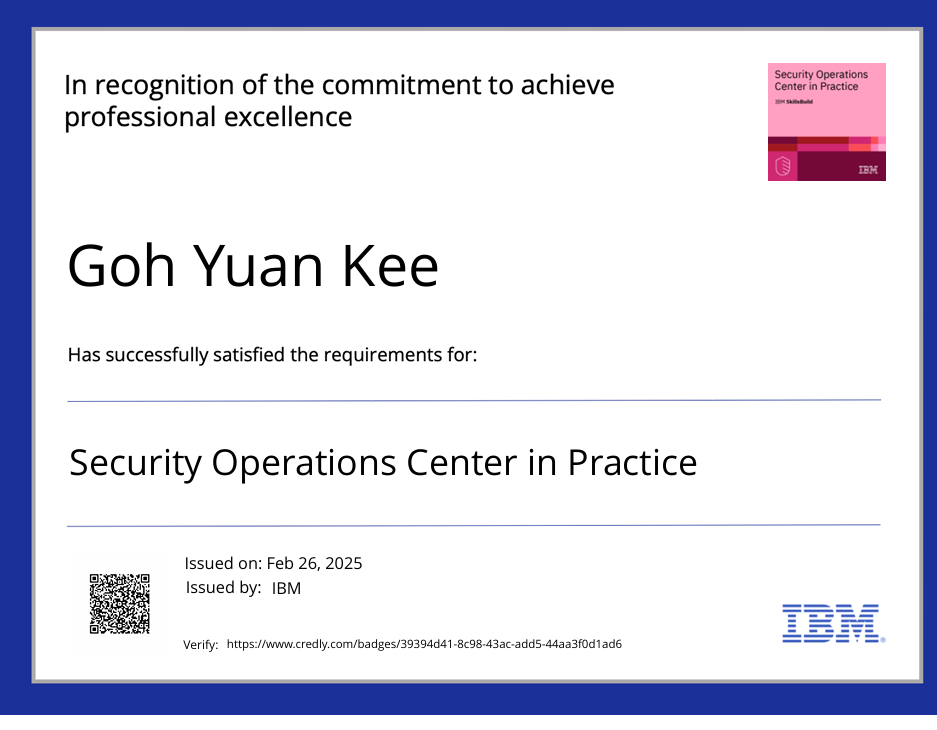 In recognition of the commitment to achieve
professional excellence
Security Operations
Center in Practice
IBM SkillsBuild
IBM
Goh Yuan Kee
Has successfully satisfied the requirements for:
Security Operations Center in Practice
Issued on: Feb 26, 2025
Issued by: IBM
IBM®
Verify: https://www.credly.com/badges/39394d41-8c98-43ac-add5-44aa3f0d1ad6